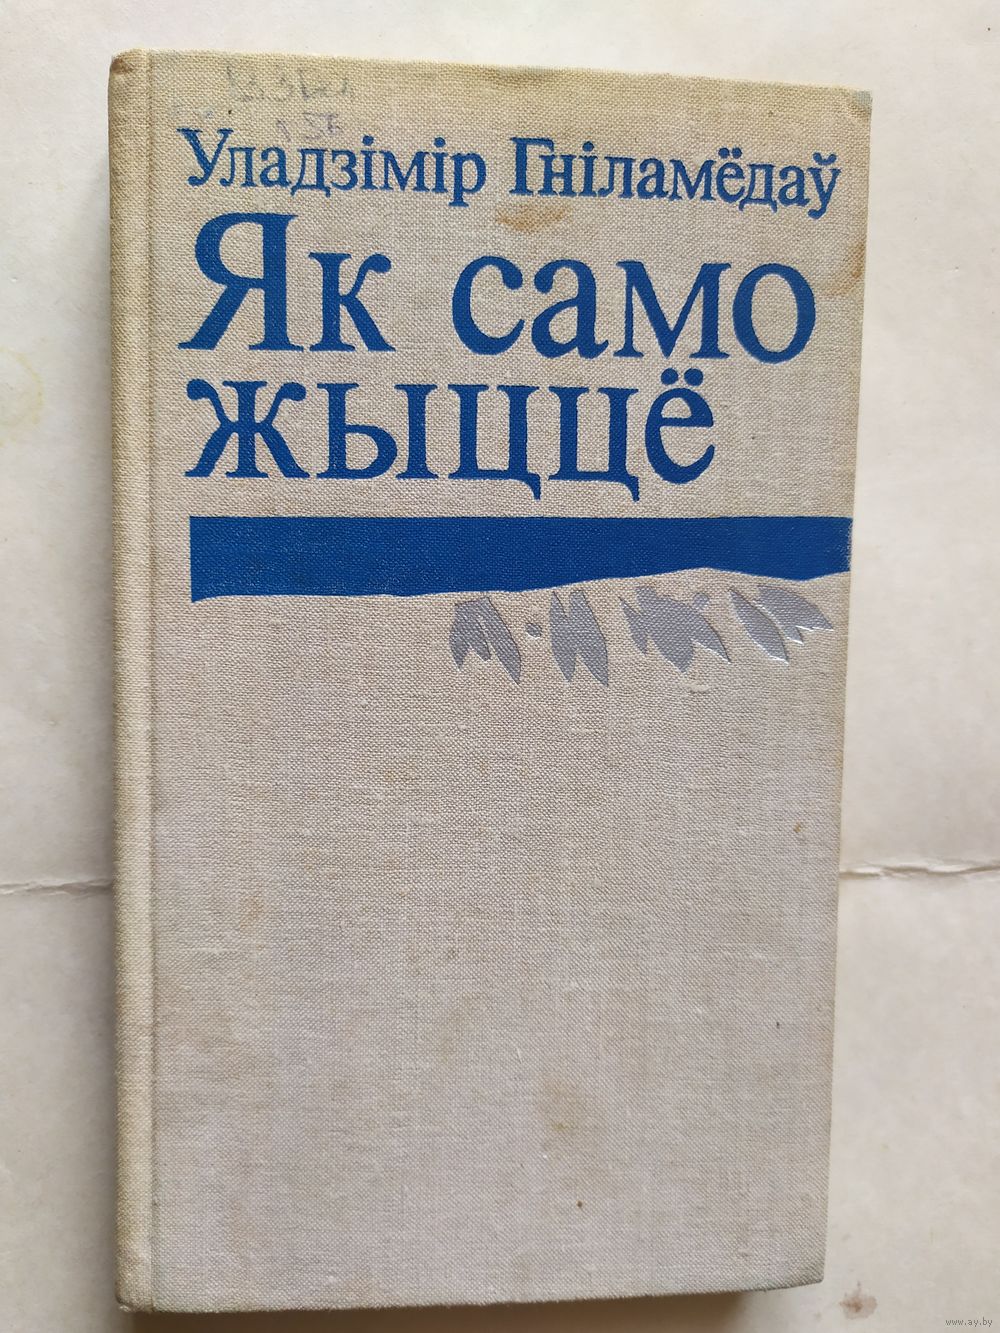 Уладзімір Гніламёдаў
Як само
жыццё
www.ay.by